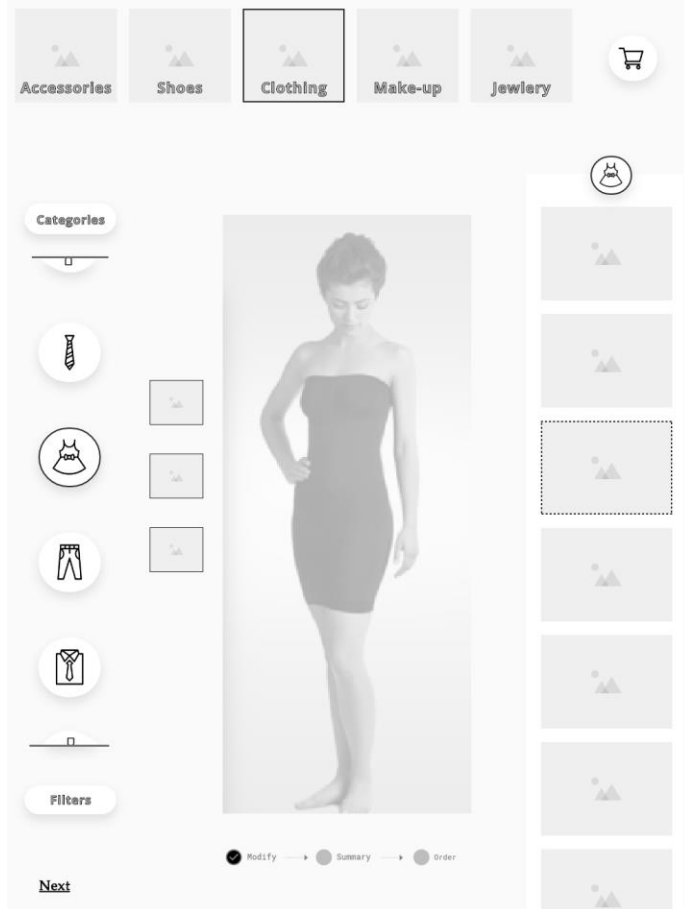 Accessories
Shoes
Clothing
Make-up
Jewlery
Categories
Filters
Modify
Summary
Order
Next